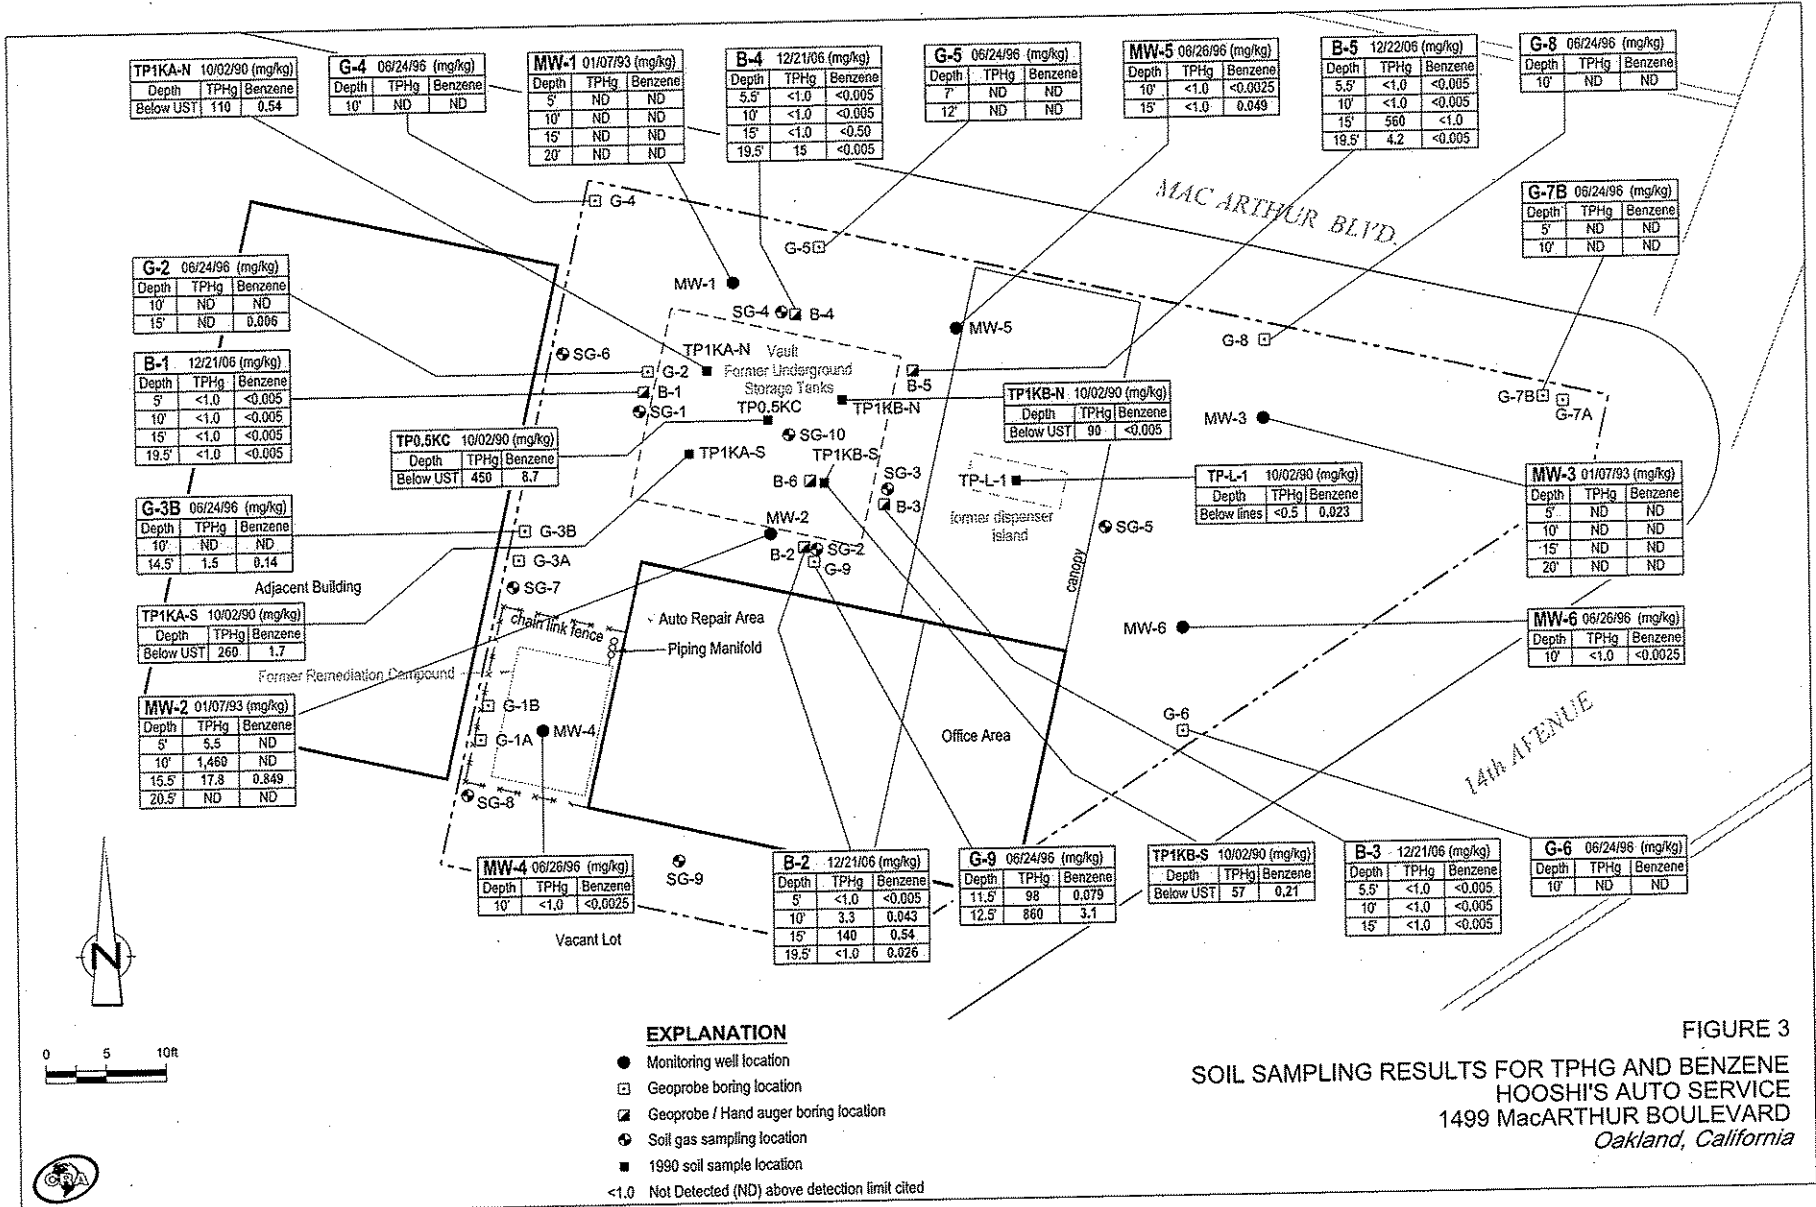 TP1KA-N 10/02/90 (mg/kg)
Depth TPHg Benzene
Below UST 110 0.54
G-4 06/24/96 (mg/kg)
Depth TPHg Benzene
10' ND ND
MW-1 01/07/93 (mg/kg)
Depth TPHg Benzene
5' ND ND
10' ND ND
15' ND ND
20' ND ND
B-4 12/21/06 (mg/kg)
Depth TPHg Benzene
5.5' <1.0 <0.005
10' <1.0 <0.005
15' <1.0 <0.50
19.5' 15 <0.005
G-5 06/24/96 (mg/kg)
Depth TPHg Benzene
7' ND ND
12' ND ND
MW-5 06/26/96 (mg/kg)
Depth TPHg Benzene
10' <1.0 <0.0025
15' <1.0 0.049
B-5 12/22/06 (mg/kg)
Depth TPHg Benzene
5.5' <1.0 <0.005
10' <1.0 <0.005
15' 560 <1.0
19.5' 4.2 <0.005
G-8 06/24/96 (mg/kg)
Depth TPHg Benzene
10' ND ND
G-7B 06/24/96 (mg/kg)
Depth TPHg Benzene
5' ND ND
10' ND ND
MAC ARTHUR BLVD.
G-4
G-5
MW-1
SG-4
B-4
MW-5
G-8
G-2 06/24/96 (mg/kg)
Depth TPHg Benzene
10' ND ND
15' ND 0.006
B-1 12/21/06 (mg/kg)
Depth TPHg Benzene
5' <1.0 <0.005
10' <1.0 <0.005
15' <1.0 <0.005
19.5' <1.0 <0.005
SG-6
TP1KA-N
Vault
Former Underground
Storage Tanks
G-2
B-1
SG-1
TP0.5KC
TP1KB-N
B-5
TP1KB-N 10/02/90 (mg/kg)
Depth TPHg Benzene
Below UST 90 <0.005
G-7B
G-7A
MW-3
TP0.5KC 10/02/90 (mg/kg)
Depth TPHg Benzene
Below UST 450 8.7
TP1KA-S
SG-10
TP1KB-S
B-6
SG-3
B-3
TP-L-1
former dispenser
island
TP-L-1 10/02/90 (mg/kg)
Depth TPHg Benzene
Below lines <0.5 0.023
SG-5
canopy
MW-3 01/07/93 (mg/kg)
Depth TPHg Benzene
5' ND ND
10' ND ND
15' ND ND
20' ND ND
G-3B 06/24/96 (mg/kg)
Depth TPHg Benzene
10' ND ND
14.5' 1.5 0.14
Adjacent Building
G-3B
G-3A
SG-7
MW-2
B-2
SG-2
G-9
TP1KA-S 10/02/90 (mg/kg)
Depth TPHg Benzene
Below UST 260 1.7
chain link fence
Auto Repair Area
Piping Manifold
Former Remediation Compound
MW-6
MW-6 06/26/96 (mg/kg)
Depth TPHg Benzene
10' <1.0 <0.0025
MW-2 01/07/93 (mg/kg)
Depth TPHg Benzene
5' 5.5 ND
10' 1,460 ND
15.5' 17.8 0.849
20.5' ND ND
G-1B
G-1A
MW-4
SG-8
Office Area
G-6
14th AVENUE
MW-4 06/26/96 (mg/kg)
Depth TPHg Benzene
10' <1.0 <0.0025
SG-9
Vacant Lot
B-2 12/21/06 (mg/kg)
Depth TPHg Benzene
5' <1.0 <0.005
10' 3.3 0.043
15' 140 0.54
19.5' <1.0 0.026
G-9 06/24/96 (mg/kg)
Depth TPHg Benzene
11.5' 98 0.079
12.5' 860 3.1
TP1KB-S 10/02/90 (mg/kg)
Depth TPHg Benzene
Below UST 57 0.21
B-3 12/21/06 (mg/kg)
Depth TPHg Benzene
5.5' <1.0 <0.005
10' <1.0 <0.005
15' <1.0 <0.005
G-6 06/24/96 (mg/kg)
Depth TPHg Benzene
10' ND ND
N
0 5 10ft
EXPLANATION
Monitoring well location
Geoprobe boring location
Geoprobe / Hand auger boring location
Soil gas sampling location
1990 soil sample location
<1.0 Not Detected (ND) above detection limit cited
FIGURE 3
SOIL SAMPLING RESULTS FOR TPHG AND BENZENE
HOOSHI'S AUTO SERVICE
1499 MacARTHUR BOULEVARD
Oakland, California
CRA